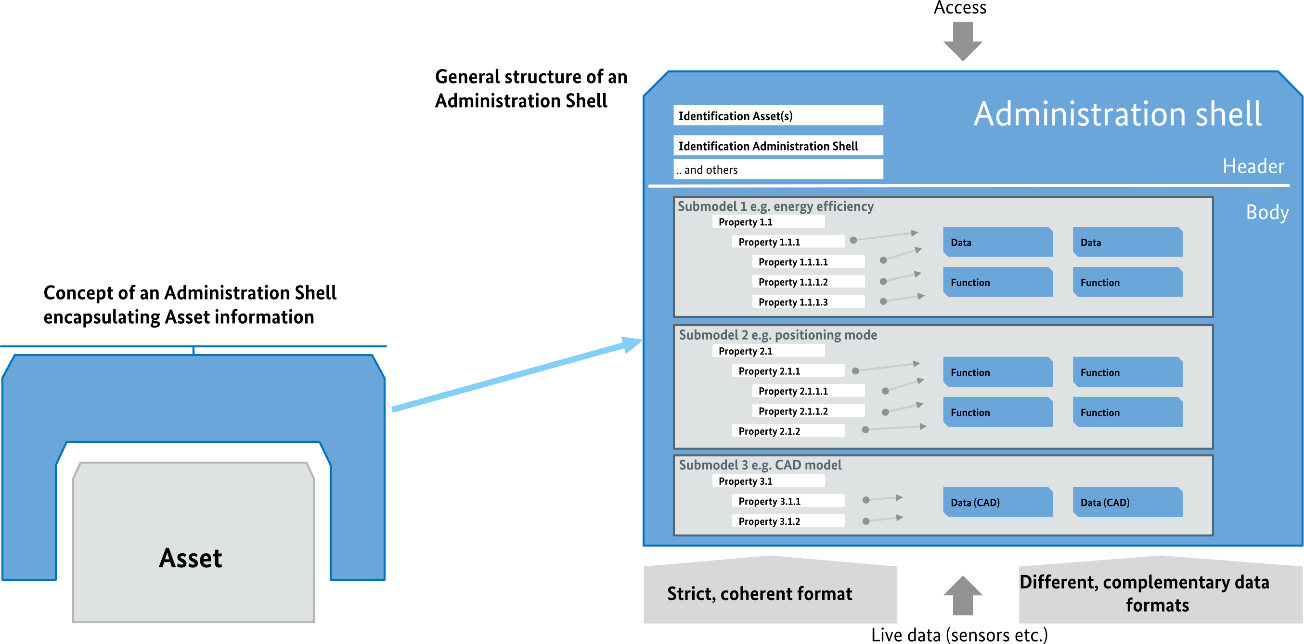 Access
General structure of an
Administration Shell
Administration shell
Identification Asset(s)
Identification Administration Shell
.. and others
Header
Body
Submodel 1 e.g. energy efficiency
Property 1.1
Property 1.1.1
Property 1.1.1.1
Property 1.1.1.2
Property 1.1.1.3
Data
Data
Function
Function
Submodel 2 e.g. positioning mode
Property 2.1
Property 2.1.1
Property 2.1.1.1
Property 2.1.1.2
Property 2.1.2
Function
Function
Function
Function
Submodel 3 e.g. CAD model
Property 3.1
Property 3.1.1
Property 3.1.2
Data (CAD)
Data (CAD)
Concept of an Administration Shell
encapsulating Asset information
Asset
Strict, coherent format
Different, complementary data
formats
Live data (sensors etc.)